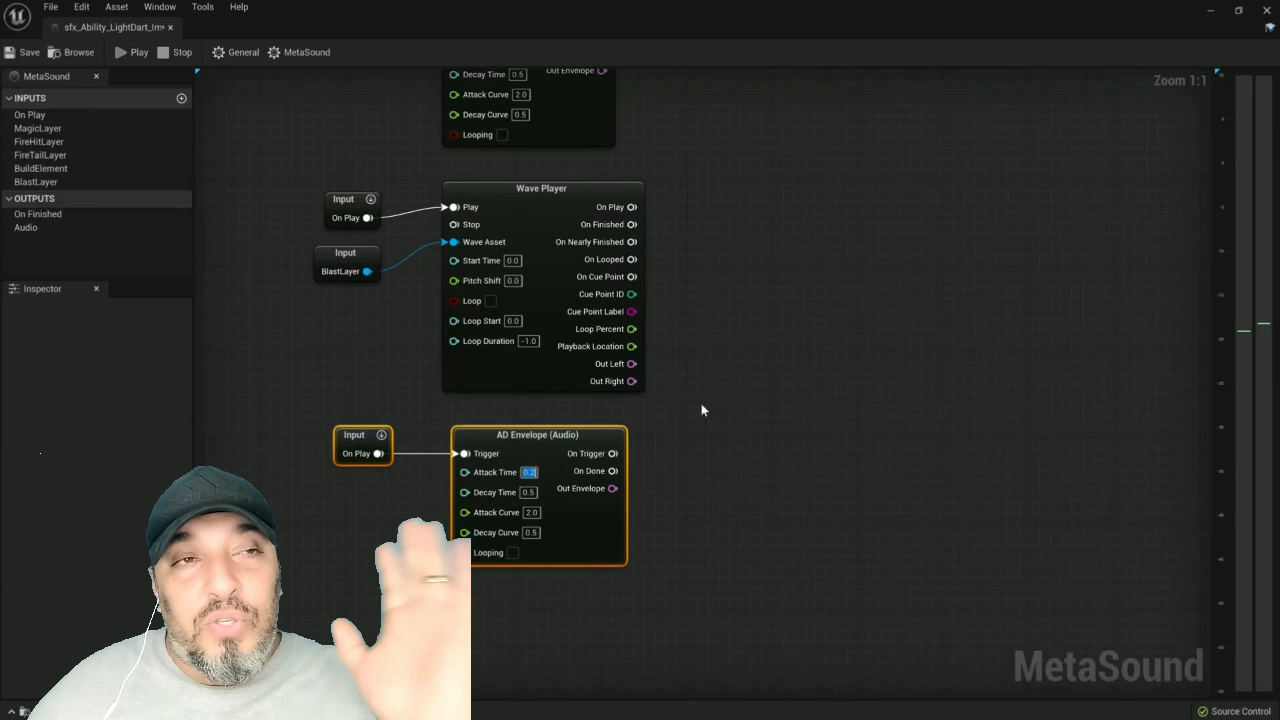 File Edit Asset Window Tools Help
sfx_Ability_LightDart_Im•
Save Browse Play Stop General MetaSound
MetaSound
Zoom 1:1
INPUTS
On Play
MagicLayer
FireHitLayer
FireTailLayer
BuildElement
BlastLayer
OUTPUTS
On Finished
Audio
Inspector
Decay Time 0.5 Out Envelope
Attack Curve 2.0
Decay Curve 0.5
Looping
Input
On Play
Input
BlastLayer
Wave Player
Play On Play
Stop On Finished
Wave Asset On Nearly Finished
Start Time 0.0 On Looped
Pitch Shift 0.0 On Cue Point
Cue Point ID
Loop Cue Point Label
Loop Start 0.0 Loop Percent
Loop Duration -1.0 Playback Location
Out Left
Out Right
Input
On Play
AD Envelope (Audio)
Trigger On Trigger
Attack Time 0.2 On Done
Decay Time 0.5 Out Envelope
Attack Curve 2.0
Decay Curve 0.5
Looping
MetaSound
Source Control